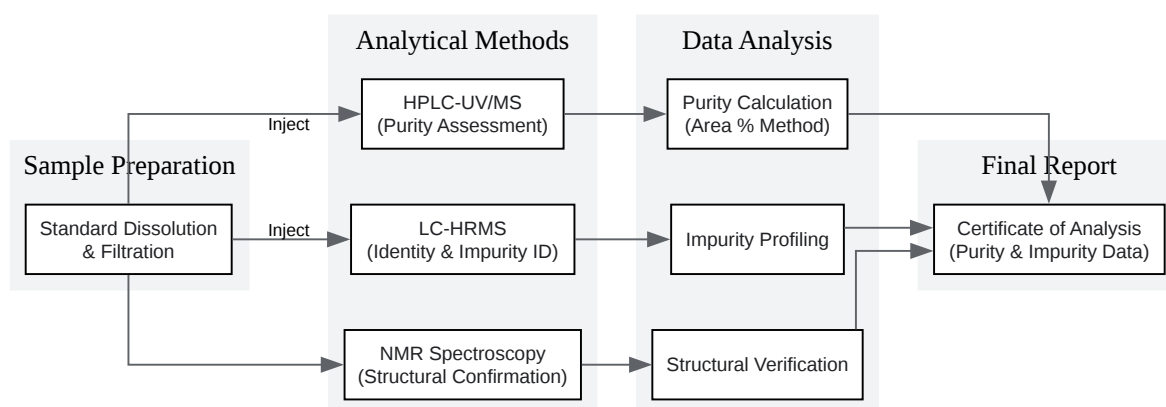 Analytical Methods
Data Analysis
HPLC-UV/MS
(Purity Assessment)
Purity Calculation
(Area % Method)
Inject
Sample Preparation
Final Report
Standard Dissolution
& Filtration
Inject
LC-HRMS
(Identity & Impurity ID)
Impurity Profiling
Certificate of Analysis
(Purity & Impurity Data)
NMR Spectroscopy
(Structural Confirmation)
Structural Verification